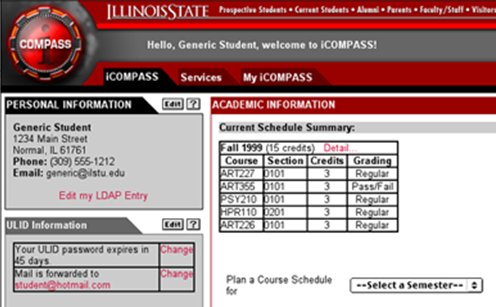 ILLINOIS STATE
Prospective Students • Current Students • Alumni • Parents • Faculty/Staff • Visitors
COMPASS
Hello, Generic Student, welcome to iCOMPASS!
iCOMPASS Services My iCOMPASS
PERSONAL INFORMATION Edit ?
Generic Student
1234 Main Street
Normal, IL 61761
Phone: (309) 555-1212
Email: generic@ilstu.edu
Edit my LDAP Entry
ULID Information Edit ?
Your ULID password expires in Change
45 days.
Mail is forwarded to Change
student@hotmail.com
ACADEMIC INFORMATION
Current Schedule Summary:
Fall 1999 (15 credits) Detail...
Course Section Credits Grading
ART227 0101 3 Regular
ART355 0101 3 Pass/Fail
PSY210 0101 3 Regular
HPR110 0201 3 Regular
ART226 0101 3 Regular
Plan a Course Schedule
for
--Select a Semester--